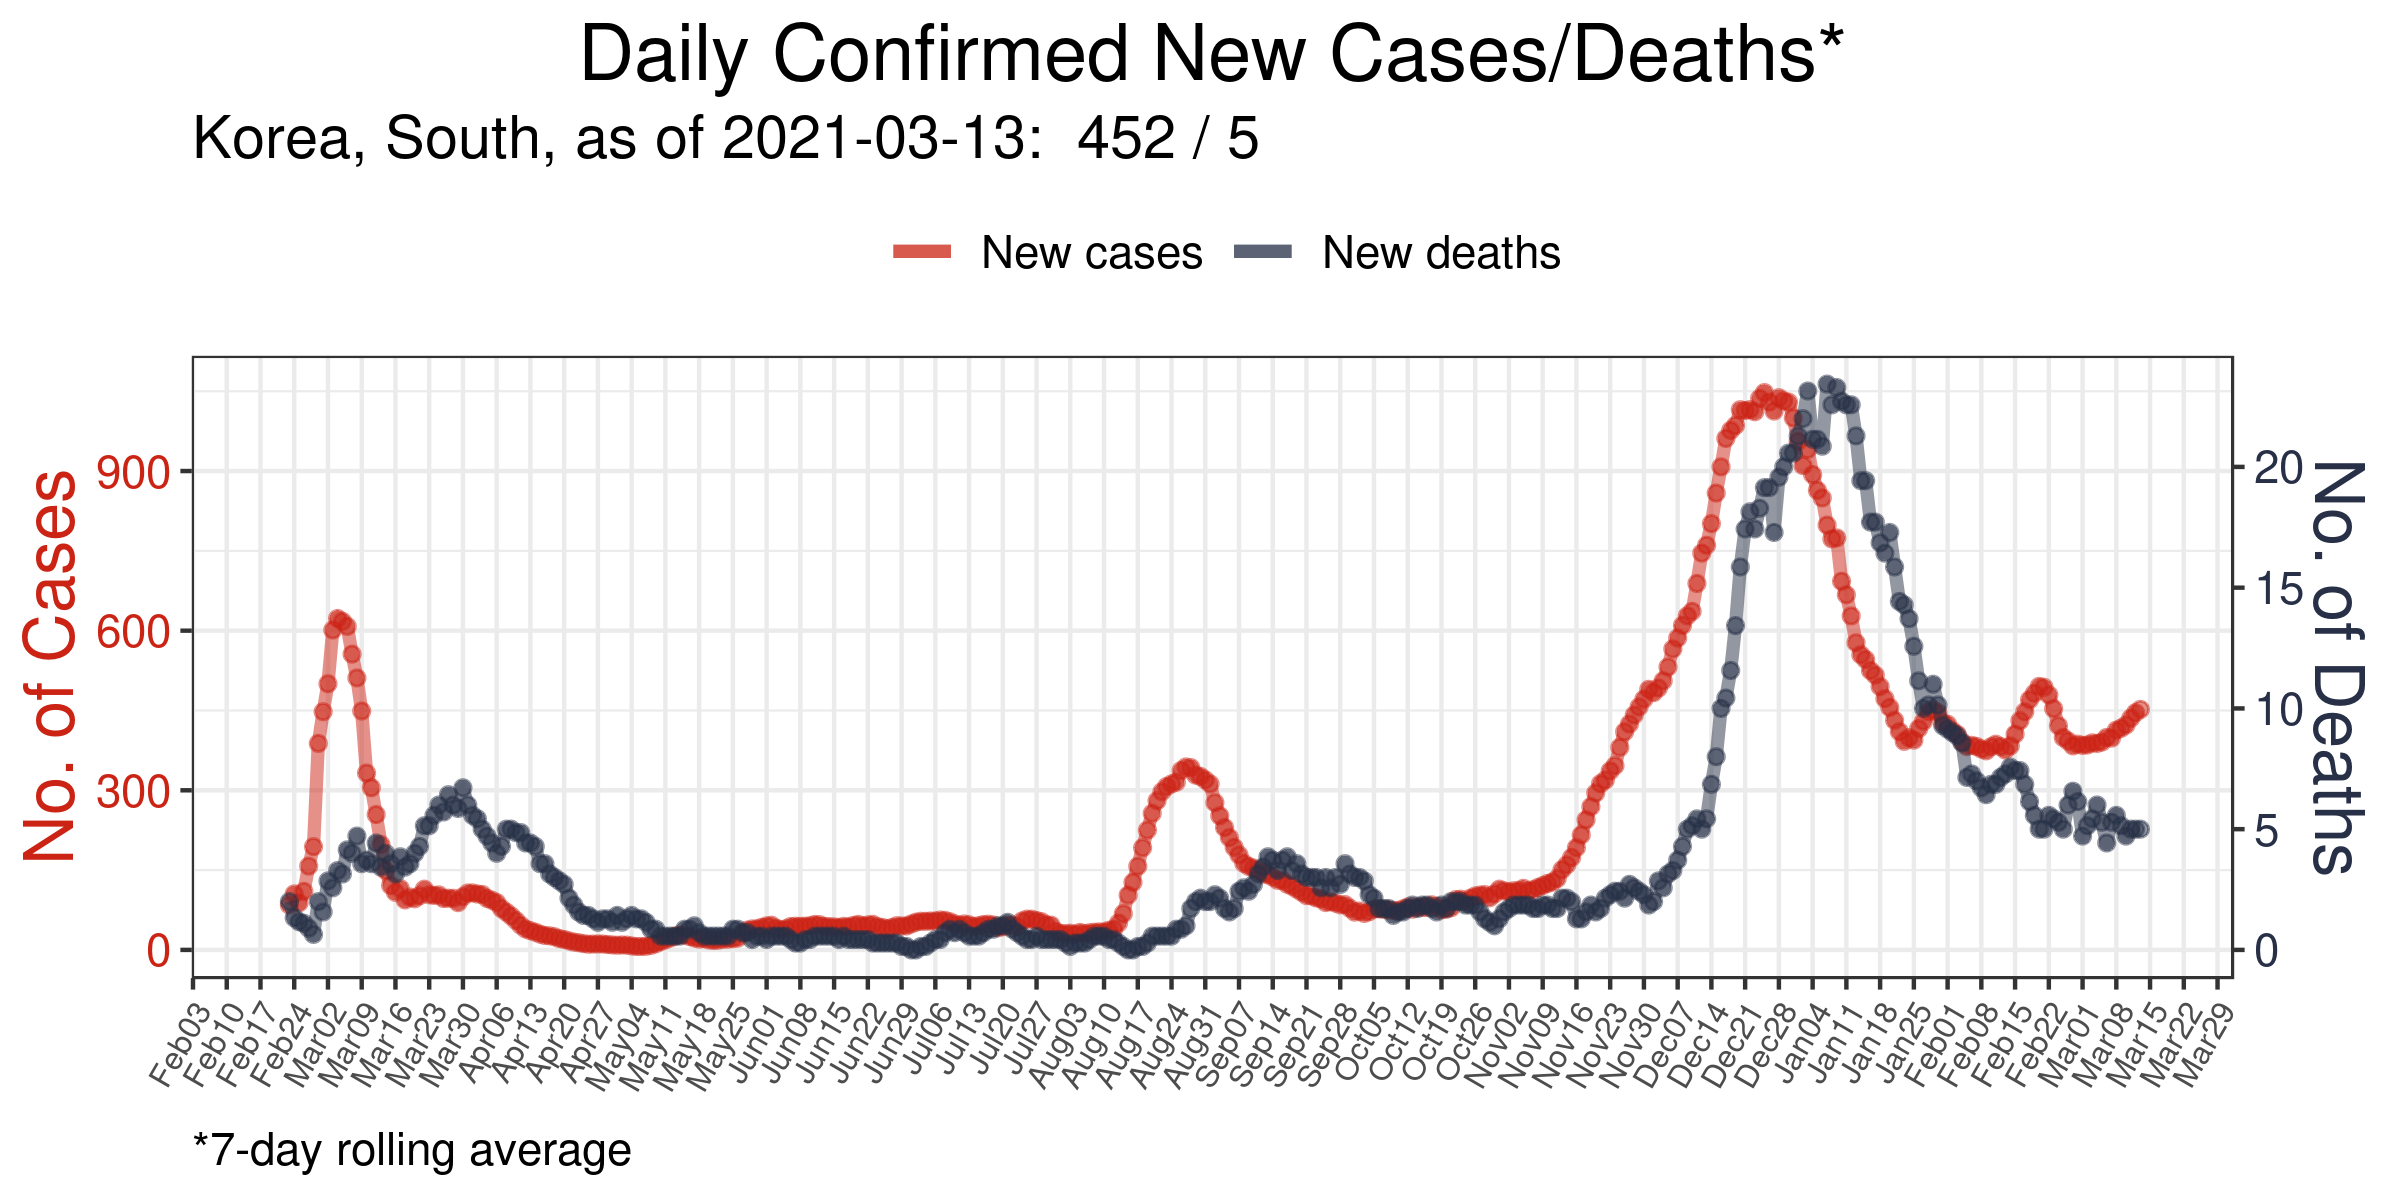 Daily Confirmed New Cases/Deaths*
Korea, South, as of 2021-03-13:  452 / 5
New cases
New deaths
No. of Cases
900
600
300
0
20
15
10
5
0
No. of Deaths
Feb03
Feb10
Feb17
Feb24
Mar02
Mar09
Mar16
Mar23
Mar30
Apr06
Apr13
Apr20
Apr27
May04
May11
May18
May25
Jun01
Jun08
Jun15
Jun22
Jun29
Jul06
Jul13
Jul20
Jul27
Aug03
Aug10
Aug17
Aug24
Aug31
Sep07
Sep14
Sep21
Sep28
Oct05
Oct12
Oct19
Oct26
Nov02
Nov09
Nov16
Nov23
Nov30
Dec07
Dec14
Dec21
Dec28
Jan04
Jan11
Jan18
Jan25
Feb01
Feb08
Feb15
Feb22
Mar01
Mar08
Mar15
Mar22
Mar29
*7-day rolling average